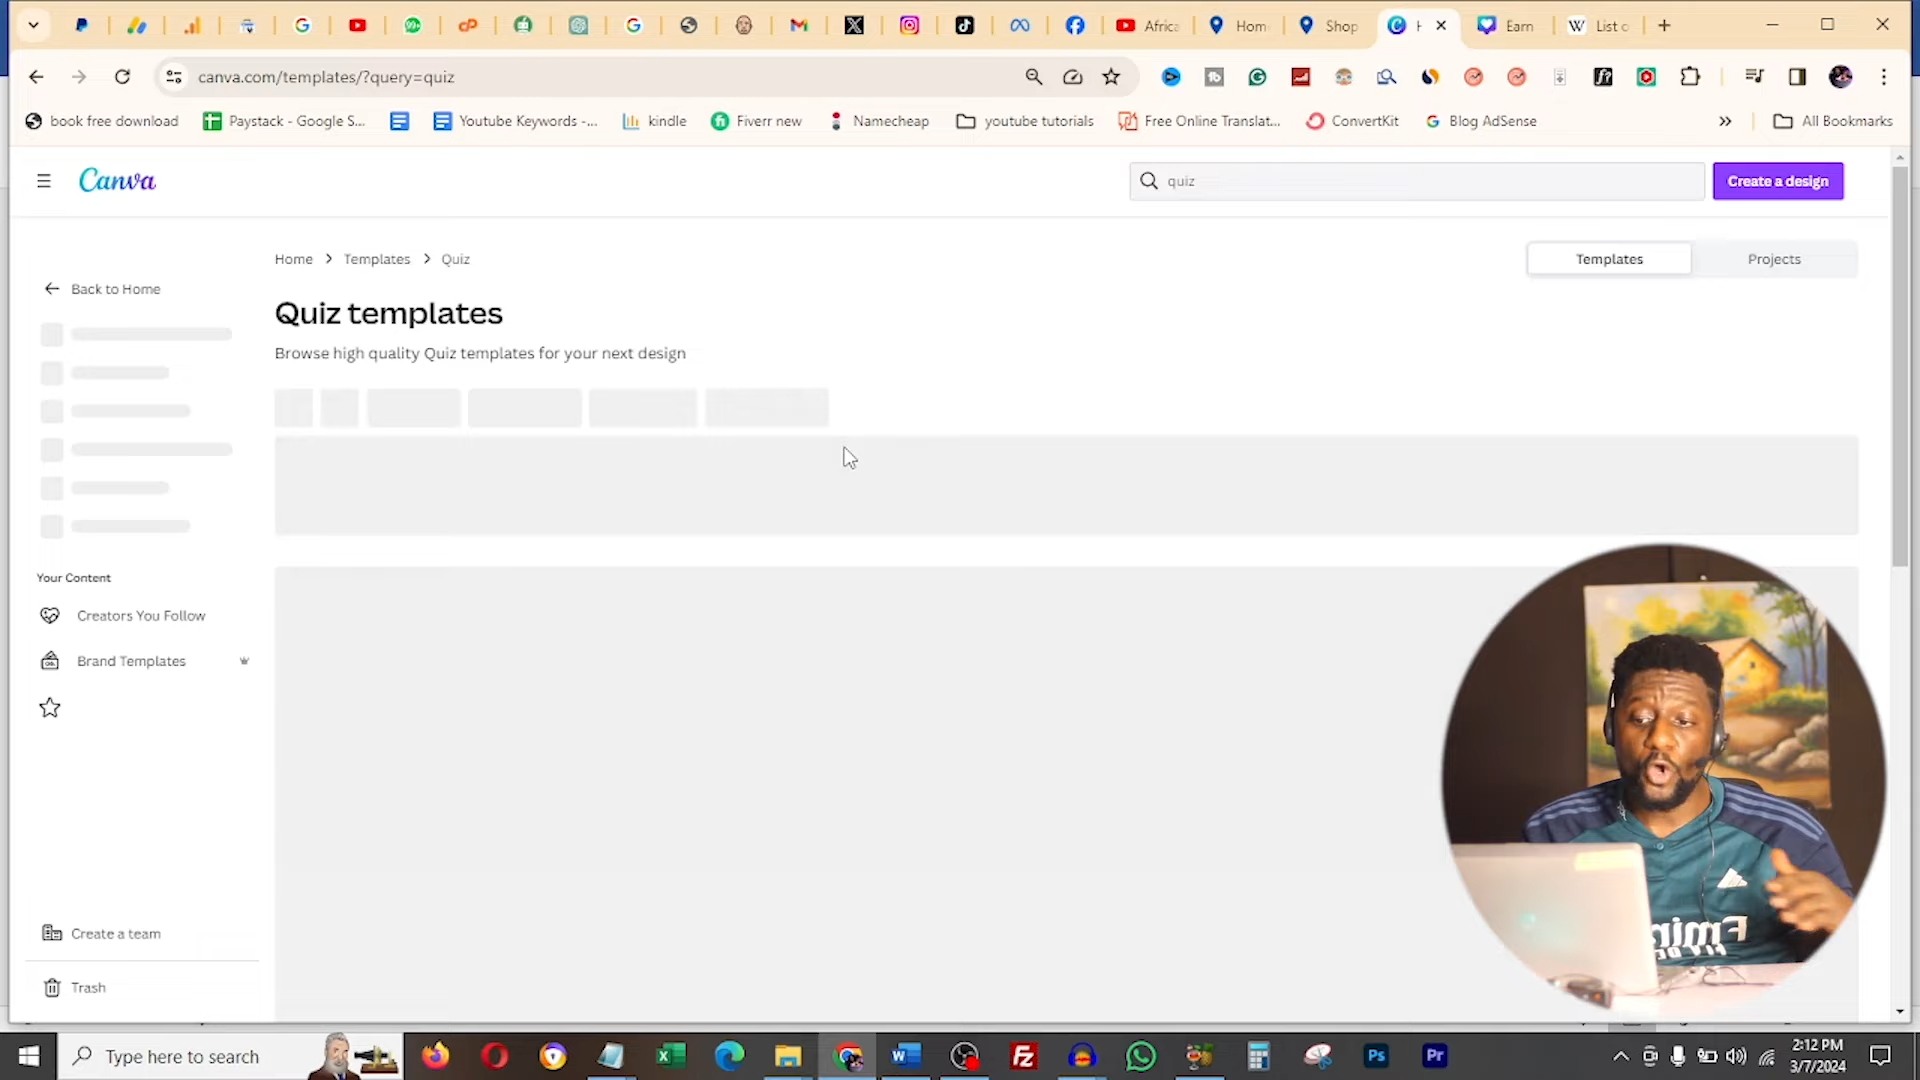 Africa
Hom
Shop
H
Earn
List o
canva.com/templates/?query=quiz
book free download
Paystack - Google S...
Youtube Keywords -...
kindle
Fiverr new
Namecheap
youtube tutorials
Free Online Translat...
ConvertKit
Blog AdSense
All Bookmarks
Canva
quiz
Create a design
Home > Templates > Quiz
Templates
Projects
Back to Home
Quiz templates
Browse high quality Quiz templates for your next design
Your Content
Creators You Follow
Brand Templates
Create a team
Trash
Type here to search
Ps
Pr
2:12 PM
3/7/2024